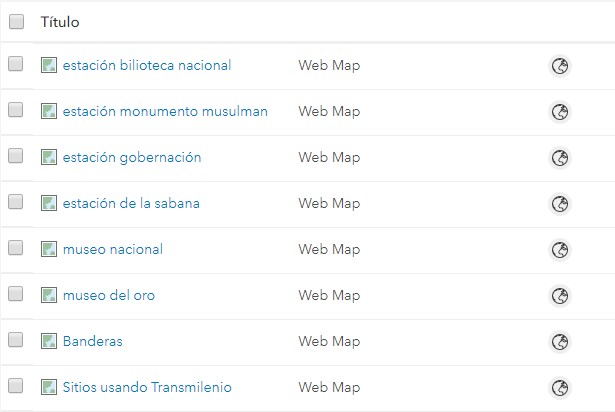 Título
estación bilioteca nacional Web Map
estación monumento musulman Web Map
estación gobernación Web Map
estación de la sabana Web Map
museo nacional Web Map
museo del oro Web Map
Banderas Web Map
Sitios usando Transmilenio Web Map